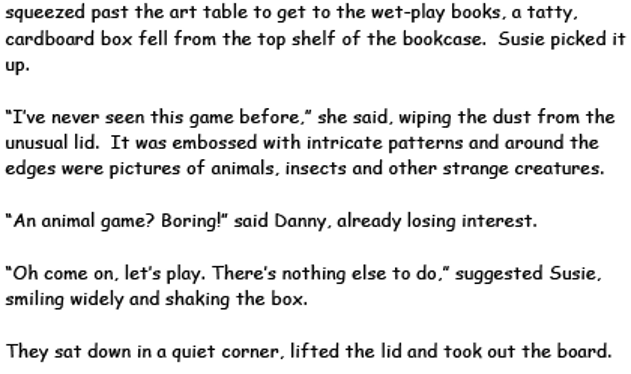 squeezed past the art table to get to the wet-play books, a tatty,
cardboard box fell from the top shelf of the bookcase.  Susie picked it
up.
"I've never seen this game before," she said, wiping the dust from the
unusual lid.  It was embossed with intricate patterns and around the
edges were pictures of animals, insects and other strange creatures.
"An animal game? Boring!" said Danny, already losing interest.
"Oh come on, let's play. There's nothing else to do," suggested Susie,
smiling widely and shaking the box.
They sat down in a quiet corner, lifted the lid and took out the board.